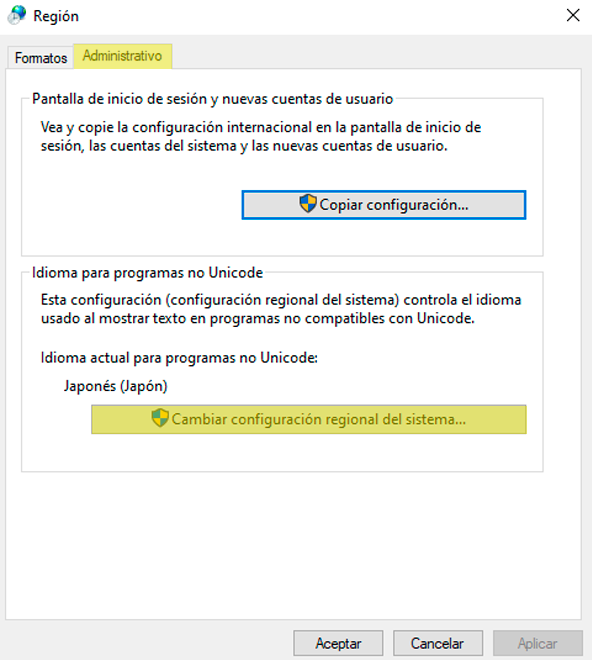 Región
Formatos
Administrativo
Pantalla de inicio de sesión y nuevas cuentas de usuario
Vea y copie la configuración internacional en la pantalla de inicio de
sesión, las cuentas del sistema y las nuevas cuentas de usuario.
Copiar configuración...
Idioma para programas no Unicode
Esta configuración (configuración regional del sistema) controla el idioma
usado al mostrar texto en programas no compatibles con Unicode.
Idioma actual para programas no Unicode:
Japonés (Japón)
Cambiar configuración regional del sistema...
Aceptar
Cancelar
Aplicar